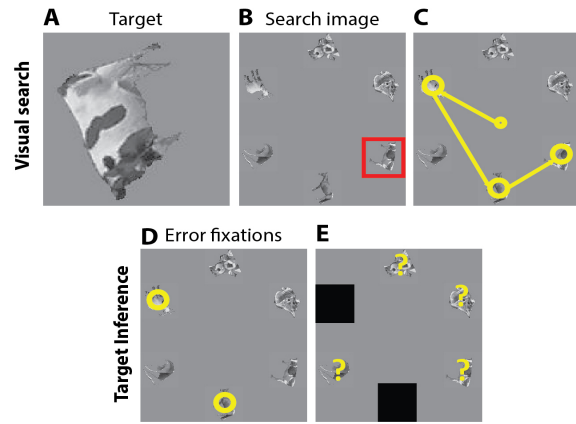 A Target
B Search image
C
Visual search
D Error fixations
E
Target Inference
?
?
?
?